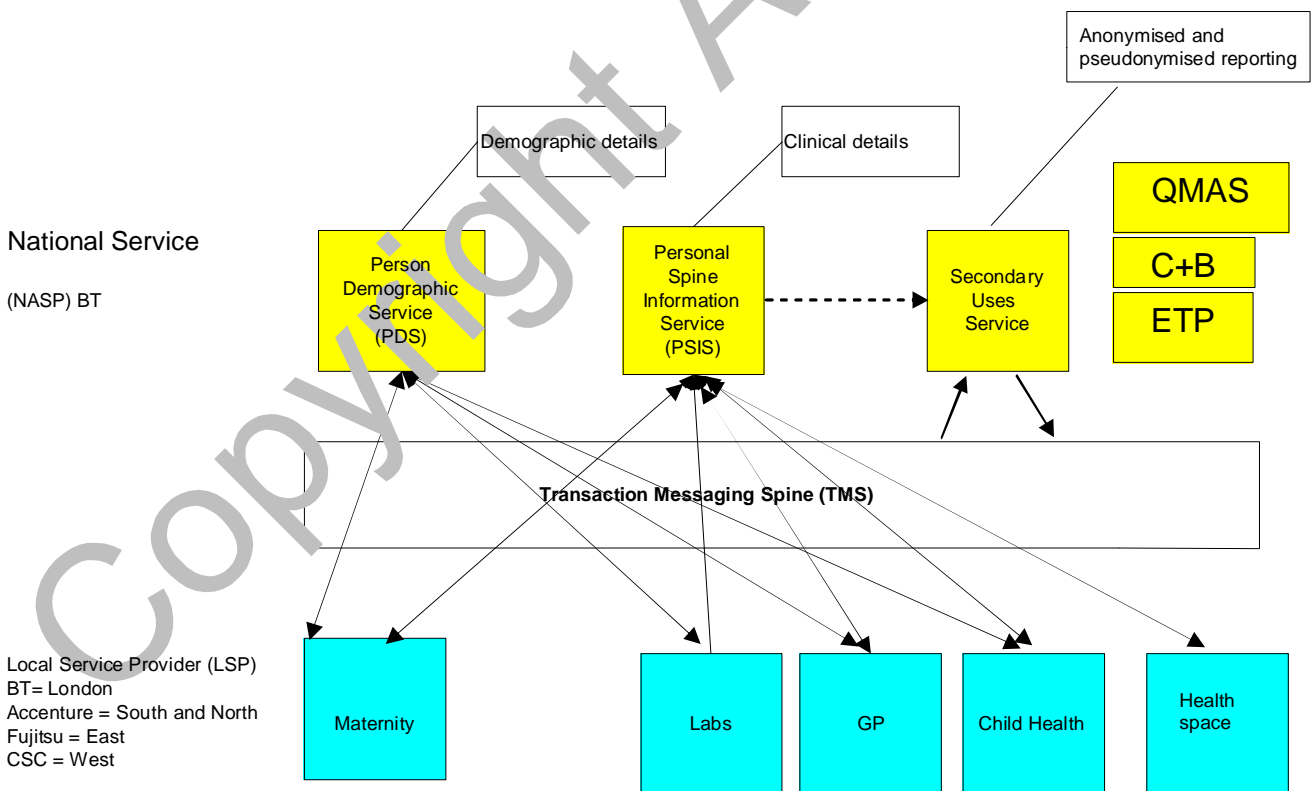 Anonymised and
pseudonymised reporting
Demographic details
Clinical details
QMAS
National Service
(NASP) BT
Person
Demographic
Service
(PDS)
Personal
Spine
Information
Service
(PSIS)
Secondary
Uses
Service
C+B
ETP
Transaction Messaging Spine (TMS)
Local Service Provider (LSP)
BT= London
Accenture = South and North
Fujitsu = East
CSC = West
Maternity
Labs
GP
Child Health
Health
space
Copyright A